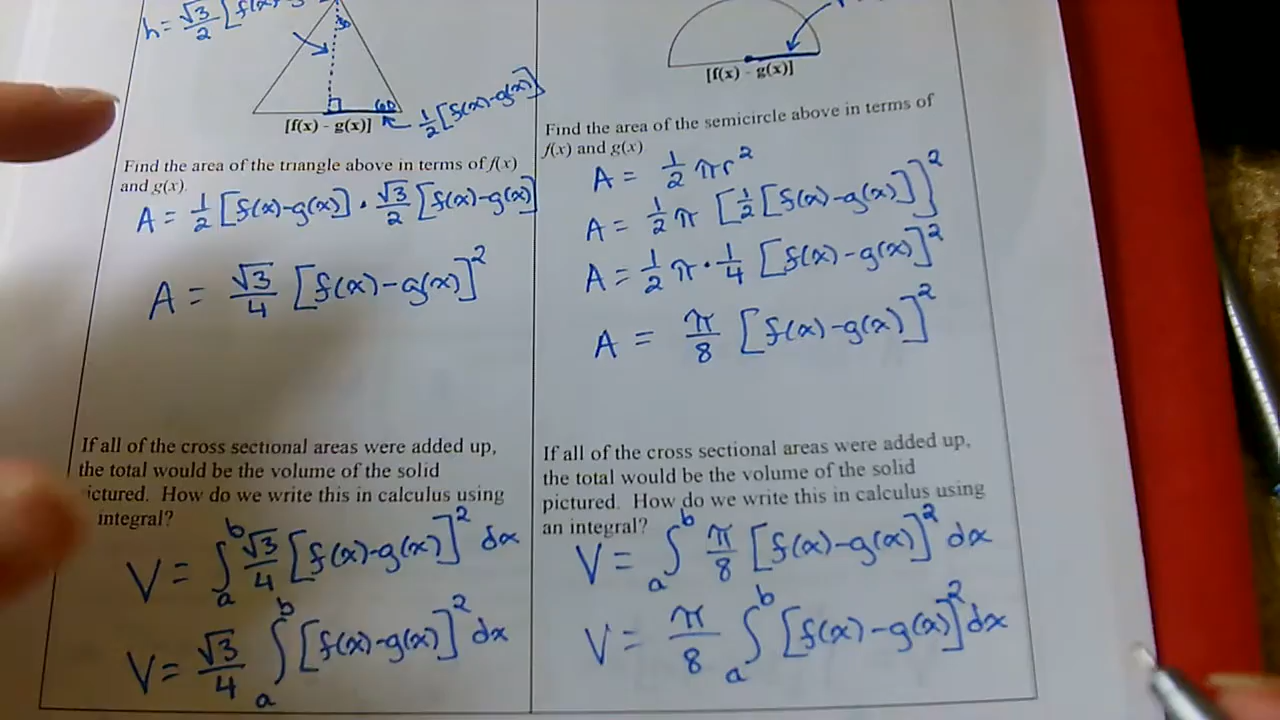 h = √3/2 [f(x)-g
30
60
[f(x) - g(x)]
1/2 [f(x)-g(x)]
Find the area of the triangle above in terms of f(x)
and g(x).
A = 1/2 [f(x)-g(x)] · √3/2 [f(x)-g(x)]
A = √3/4 [f(x)-g(x)]²
If all of the cross sectional areas were added up,
the total would be the volume of the solid
ictured. How do we write this in calculus using
integral?
V = ∫ₐᵇ √3/4 [f(x)-g(x)]² dx
V = √3/4 ∫ₐᵇ [f(x)-g(x)]² dx
[f(x) - g(x)]
Find the area of the semicircle above in terms of
f(x) and g(x)
A = 1/2 πr²
A = 1/2 π [1/2 [f(x)-g(x)]]²
A = 1/2 π · 1/4 [f(x)-g(x)]²
A = π/8 [f(x)-g(x)]²
If all of the cross sectional areas were added up,
the total would be the volume of the solid
pictured. How do we write this in calculus using
an integral?
V = ∫ₐᵇ π/8 [f(x)-g(x)]² dx
V = π/8 ∫ₐᵇ [f(x)-g(x)]² dx